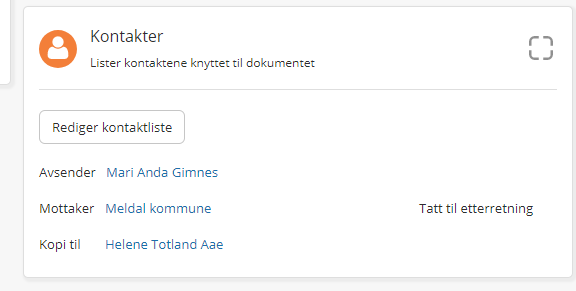 Kontakter
Lister kontaktene knyttet til dokumentet
Rediger kontaktliste
Avsender Mari Anda Gimnes
Mottaker Meldal kommune Tatt til etterretning
Kopi til Helene Totland Aae